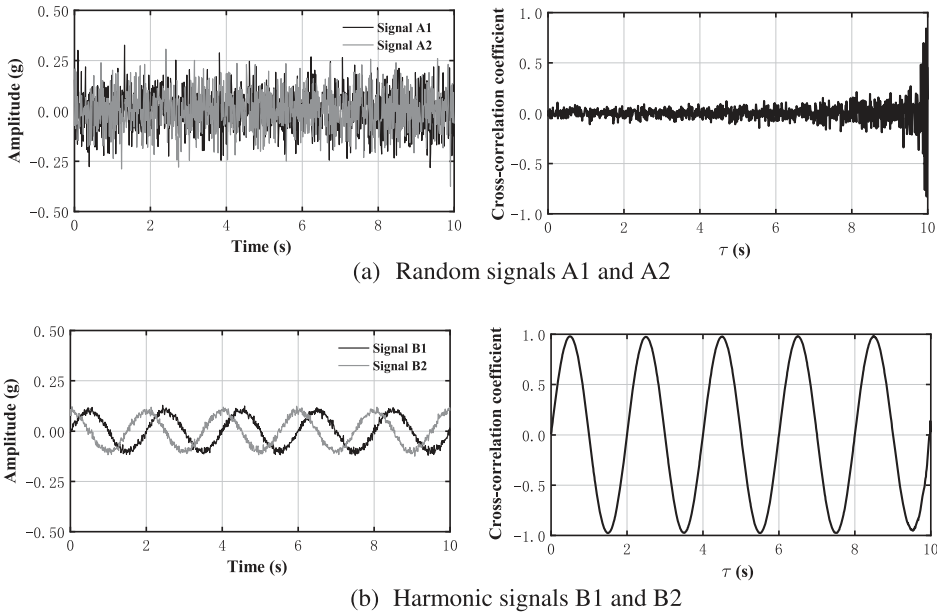 0.50
0.25
0.00
−0.25
−0.50
Amplitude (g)
Signal A1
Signal A2
0 2 4 6 8 10
Time (s)
1.0
0.5
0.0
−0.5
−1.0
Cross-correlation coefficient
0 2 4 6 8 10
τ (s)
(a) Random signals A1 and A2
0.50
0.25
0.00
−0.25
−0.50
Amplitude (g)
Signal B1
Signal B2
0 2 4 6 8 10
Time (s)
1.0
0.5
0.0
−0.5
−1.0
Cross-correlation coefficient
0 2 4 6 8 10
τ (s)
(b) Harmonic signals B1 and B2